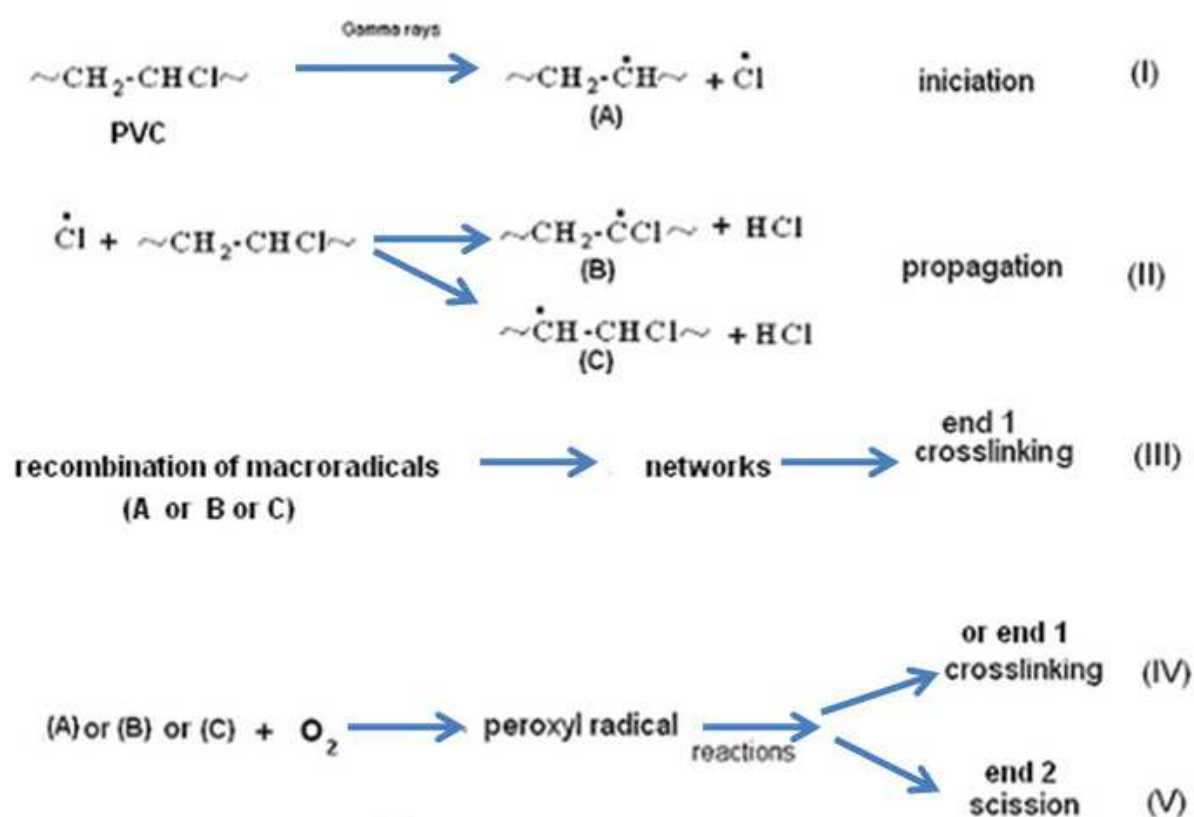 Gamma rays
~CH₂-CHCl~ ~CH₂-ĊH~ + Ċl iniciation (I)
PVC (A)
Ċl + ~CH₂-CHCl~ ~CH₂-ĊCl~ + HCl
(B)
propagation (II)
~ĊH-CHCl~ + HCl
(C)
end 1
recombination of macroradicals networks crosslinking (III)
(A or B or C)
or end 1
crosslinking (IV)
(A) or (B) or (C) + O₂ peroxyl radical
reactions
end 2
scission (V)